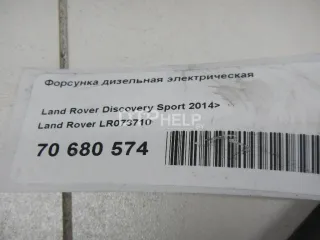 Форсунка дизельная электрическая
Land Rover Discovery Sport 2014>
Land Rover LR073710
70 680 574